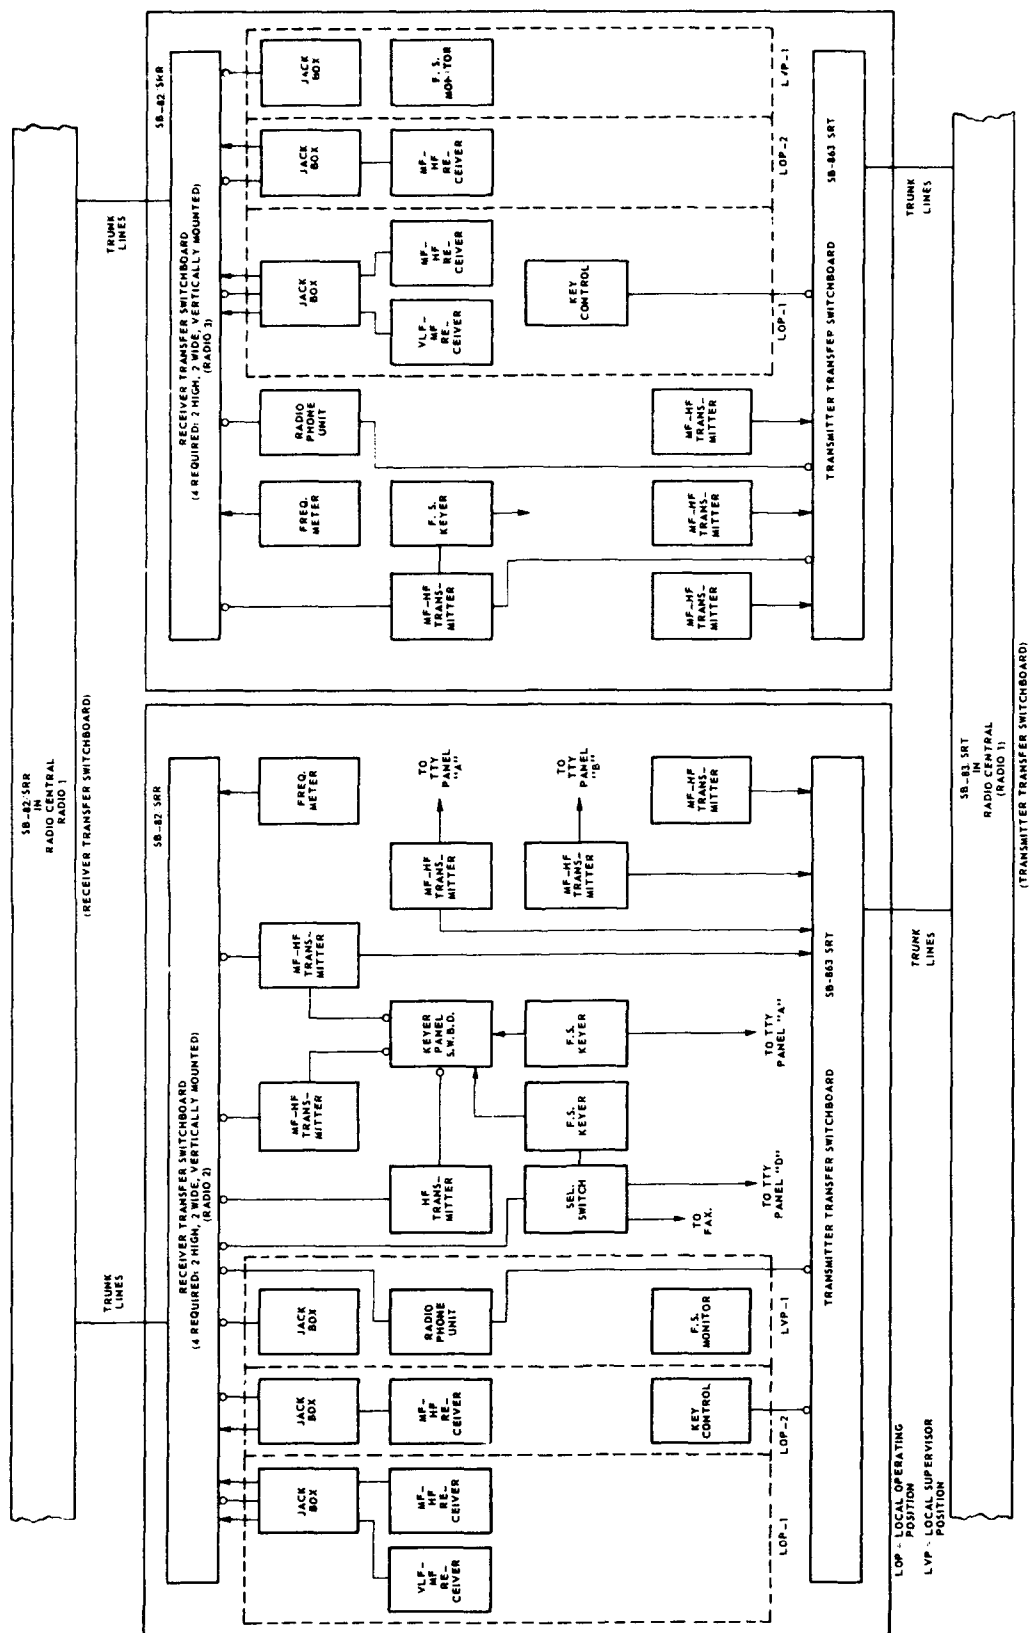 SB-82/SRR
IN
RADIO CENTRAL
RADIO 1
(RECEIVER TRANSFER SWITCHBOARD)
TRUNK
LINES
TRUNK
LINES
SB-82/SRR
RECEIVER TRANSFER SWITCHBOARD
(4 REQUIRED: 2 HIGH, 2 WIDE, VERTICALLY MOUNTED)
(RADIO 2)
JACK
BOX
JACK
BOX
JACK
BOX
MF-HF
TRANS-
MITTER
MF-HF
TRANS-
MITTER
FREQ.
METER
VLF-
MF
RE-
CEIVER
MF-
HF
RE-
CEIVER
MF-
HF
RE-
CEIVER
RADIO
PHONE
UNIT
HF
TRANS-
MITTER
KEYER
PANEL
S.W.B.D.
MF-HF
TRANS-
MITTER
TO
TTY
PANEL
"A"
SEL.
SWITCH
F.S.
KEYER
F.S.
KEYER
MF-HF
TRANS-
MITTER
TO
TTY
PANEL
"B"
KEY
CONTROL
F.S.
MONITOR
TO
FAX.
TO TTY
PANEL "D"
TO TTY
PANEL "A"
MF-HF
TRANS-
MITTER
LOP-1
LOP-2
LVP-1
TRANSMITTER TRANSFER SWITCHBOARD
SB-863 SRT
SB-82/SRR
RECEIVER TRANSFER SWITCHBOARD
(4 REQUIRED: 2 HIGH, 2 WIDE, VERTICALLY MOUNTED)
(RADIO 3)
FREQ.
METER
RADIO
PHONE
UNIT
JACK
BOX
JACK
BOX
JACK
BOX
MF-HF
TRANS-
MITTER
F.S.
KEYER
VLF-
MF
RE-
CEIVER
MF-
HF
RE-
CEIVER
MF-
HF
RE-
CEIVER
F.S.
MONITOR
KEY
CONTROL
MF-HF
TRANS-
MITTER
MF-HF
TRANS-
MITTER
MF-HF
TRANS-
MITTER
LOP-1
LOP-2
LVP-1
TRANSMITTER TRANSFER SWITCHBOARD
SB-863 SRT
LOP - LOCAL OPERATING
POSITION
LVP - LOCAL SUPERVISOR
POSITION
TRUNK
LINES
TRUNK
LINES
SB-83 SRT
IN
RADIO CENTRAL
(RADIO 1)
(TRANSMITTER TRANSFER SWITCHBOARD)